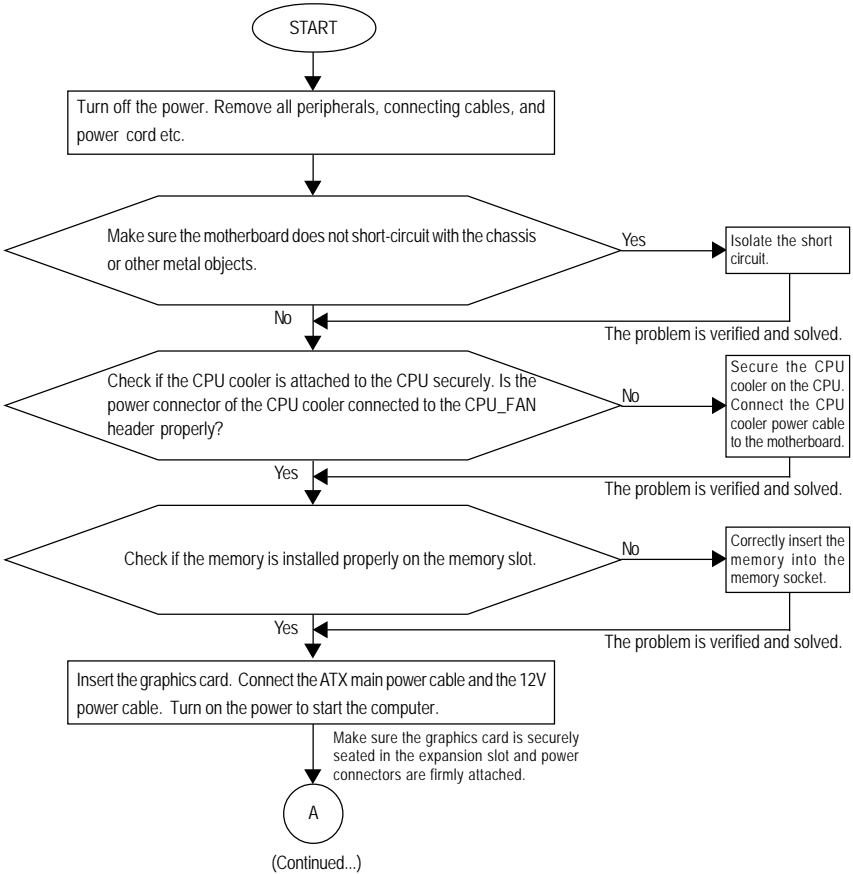 START
Turn off the power. Remove all peripherals, connecting cables, and
power cord etc.
Make sure the motherboard does not short-circuit with the chassis
or other metal objects.
Yes
Isolate the short
circuit.
No
The problem is verified and solved.
Check if the CPU cooler is attached to the CPU securely. Is the
power connector of the CPU cooler connected to the CPU_FAN
header properly?
No
Secure the CPU
cooler on the CPU.
Connect the CPU
cooler power cable
to the motherboard.
Yes
The problem is verified and solved.
Check if the memory is installed properly on the memory slot.
No
Correctly insert the
memory into the
memory socket.
Yes
The problem is verified and solved.
Insert the graphics card. Connect the ATX main power cable and the 12V
power cable. Turn on the power to start the computer.
Make sure the graphics card is securely
seated in the expansion slot and power
connectors are firmly attached.
A
(Continued...)